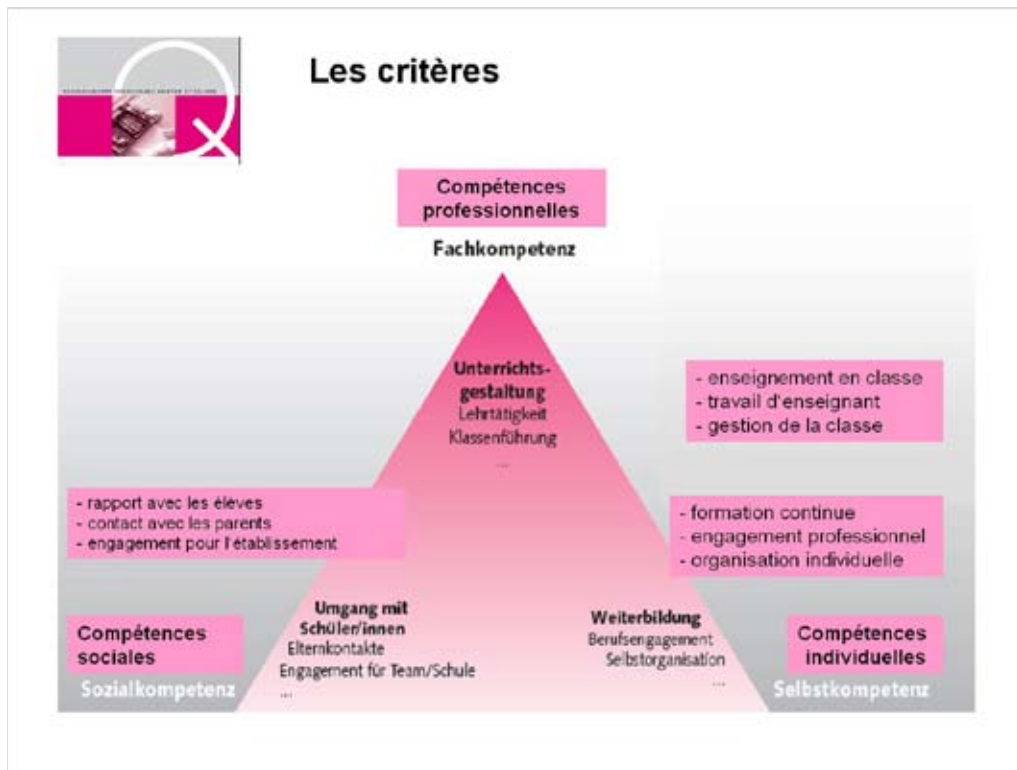 Les critères
Compétences
professionnelles
Fachkompetenz
Unterrichts-
gestaltung
Lehrtätigkeit
Klassenführung
...
- enseignement en classe
- travail d'enseignant
- gestion de la classe
- rapport avec les élèves
- contact avec les parents
- engagement pour l'établissement
- formation continue
- engagement professionnel
- organisation individuelle
Umgang mit
Schüler/innen
Elternkontakte
Engagement für Team/Schule
...
Weiterbildung
Berufsengagement
Selbstorganisation
...
Compétences
sociales
Sozialkompetenz
Compétences
individuelles
Selbstkompetenz